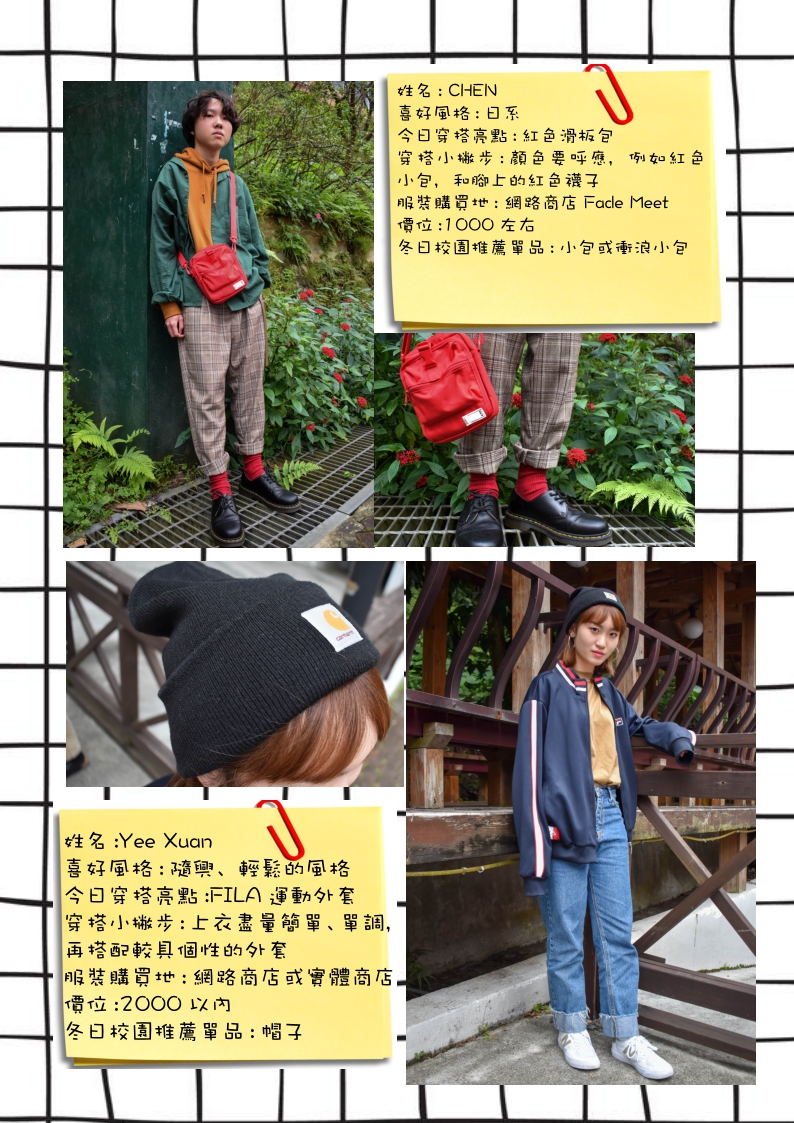 姓名：CHEN
喜好風格：日系
今日穿搭亮點：紅色滑板包
穿搭小撇步：顏色要呼應，例如紅色
小包，和腳上的紅色襪子
服裝購買地：網路商店 Fade Meet
價位：1000 左右
冬日校園推薦單品：小包或衝浪小包
carhartt
姓名：Yee Xuan
喜好風格：隨興、輕鬆的風格
今日穿搭亮點：FILA 運動外套
穿搭小撇步：上衣盡量簡單、單調，
再搭配較具個性的外套
服裝購買地：網路商店或實體商店
價位：2000 以內
冬日校園推薦單品：帽子